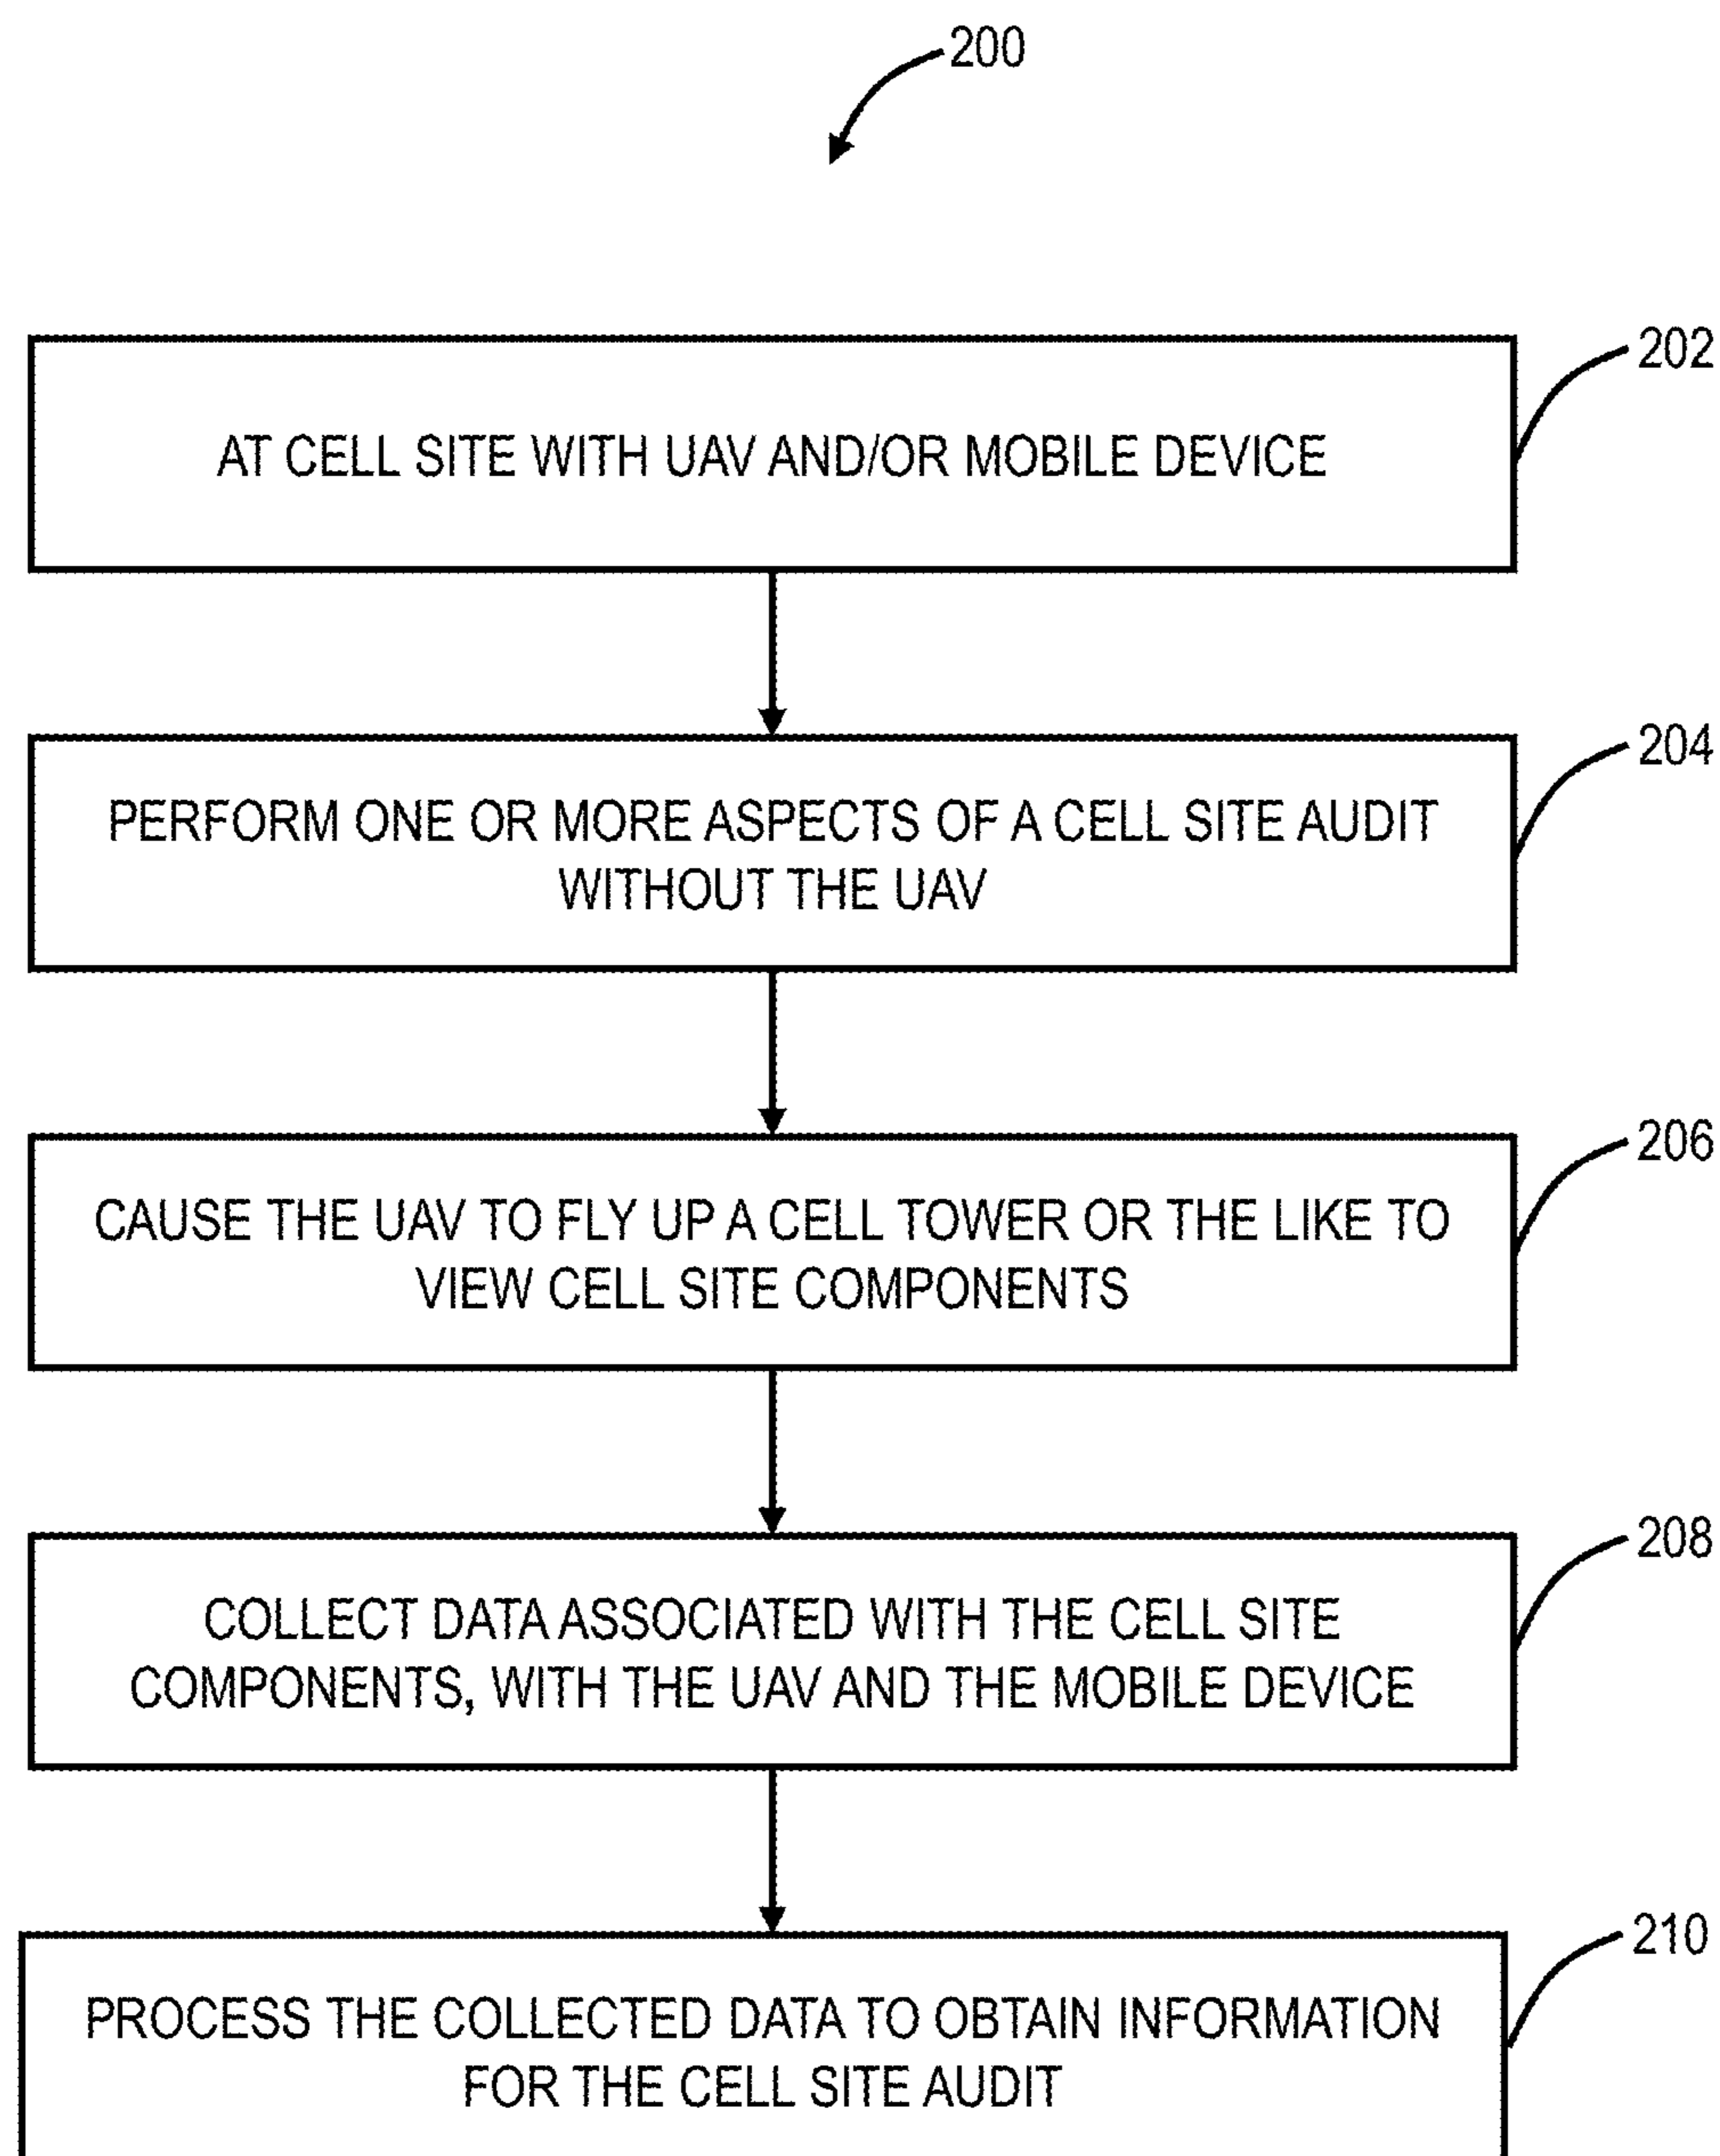 200
202
AT CELL SITE WITH UAV AND/OR MOBILE DEVICE
204
PERFORM ONE OR MORE ASPECTS OF A CELL SITE AUDIT
WITHOUT THE UAV
206
CAUSE THE UAV TO FLY UP A CELL TOWER OR THE LIKE TO
VIEW CELL SITE COMPONENTS
208
COLLECT DATA ASSOCIATED WITH THE CELL SITE
COMPONENTS, WITH THE UAV AND THE MOBILE DEVICE
210
PROCESS THE COLLECTED DATA TO OBTAIN INFORMATION
FOR THE CELL SITE AUDIT